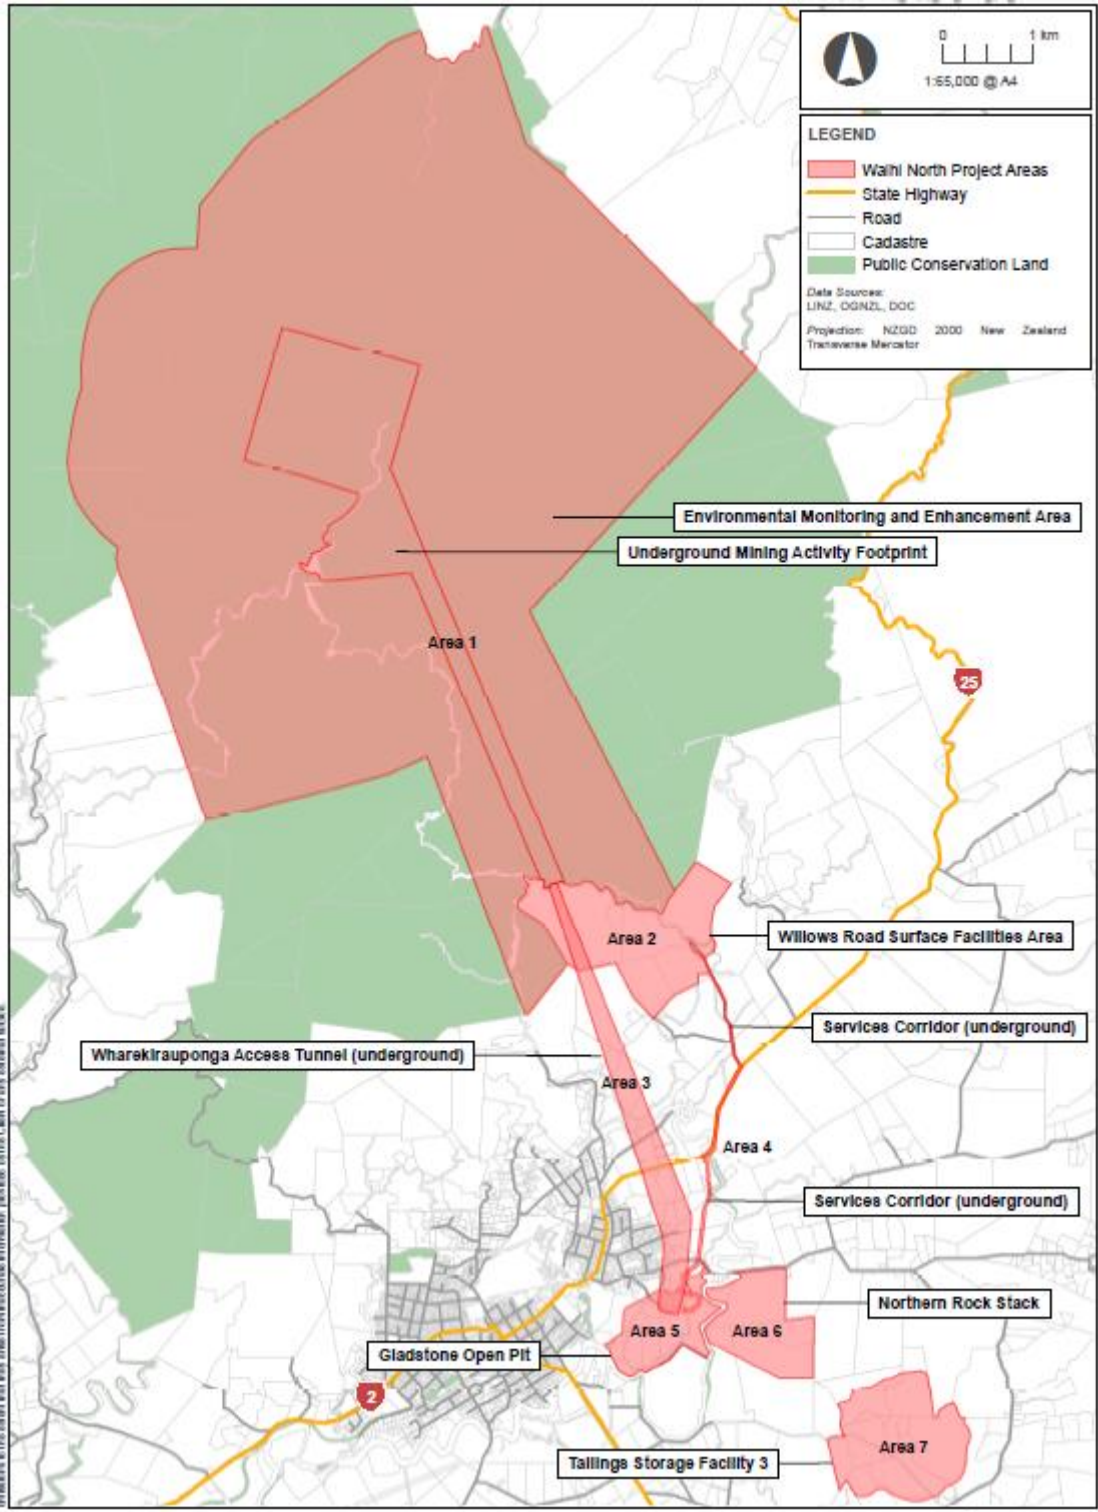 0 1 km
1:65,000 @ A4
LEGEND
Waihi North Project Areas
State Highway
Road
Cadastre
Public Conservation Land
Data Sources:
LINZ, OGNZL, DOC
Projection: NZGD 2000 New Zealand
Transverse Mercator
Environmental Monitoring and Enhancement Area
Underground Mining Activity Footprint
Area 1
25
Area 2
Willows Road Surface Facilities Area
Services Corridor (underground)
Wharekirauponga Access Tunnel (underground)
Area 3
Area 4
Services Corridor (underground)
Northern Rock Stack
Area 5
Area 6
Gladstone Open Pit
2
Area 7
Tailings Storage Facility 3